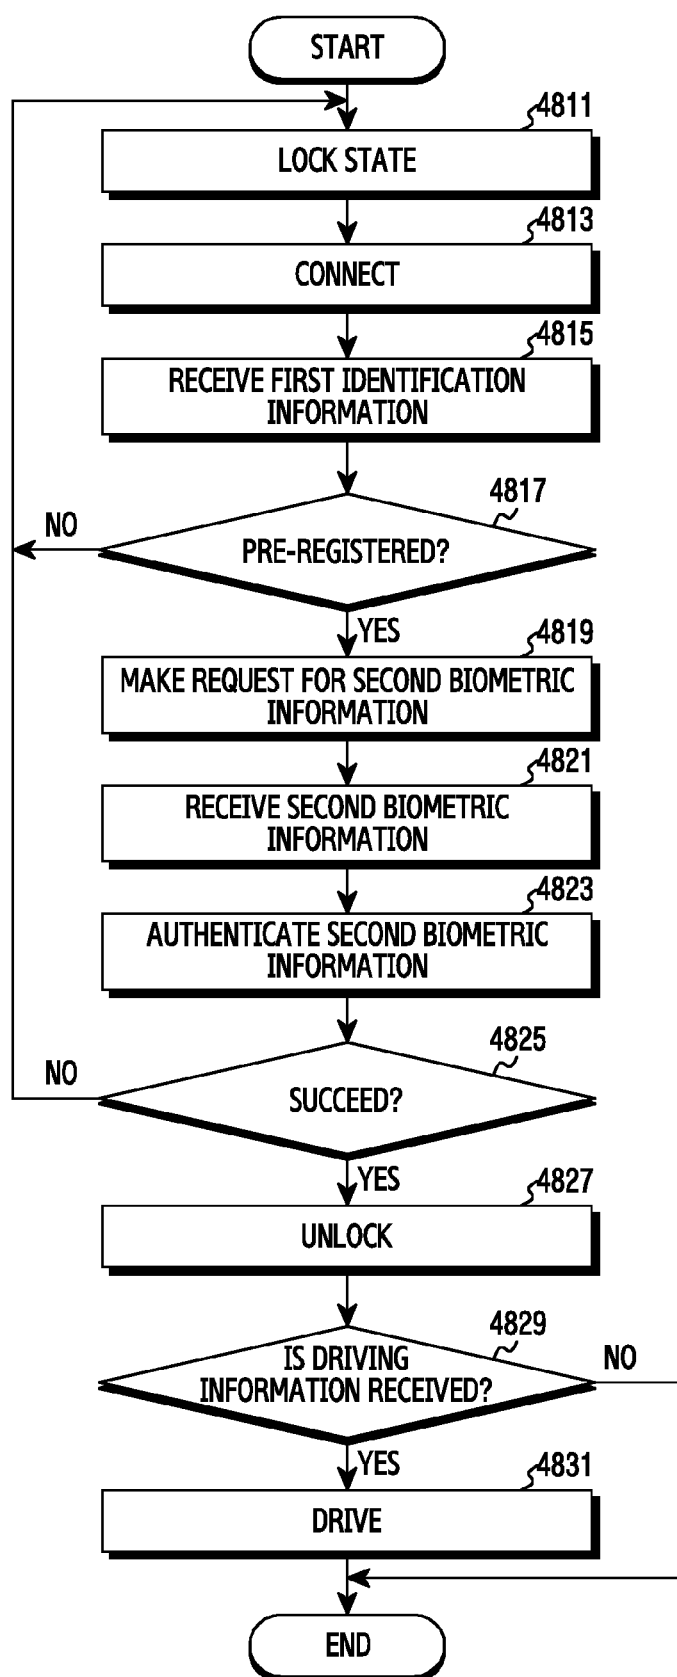 START
4811
LOCK STATE
4813
CONNECT
4815
RECEIVE FIRST IDENTIFICATION
INFORMATION
4817
NO
PRE-REGISTERED?
YES
4819
MAKE REQUEST FOR SECOND BIOMETRIC
INFORMATION
4821
RECEIVE SECOND BIOMETRIC
INFORMATION
4823
AUTHENTICATE SECOND BIOMETRIC
INFORMATION
4825
NO
SUCCEED?
YES
4827
UNLOCK
4829
IS DRIVING
INFORMATION RECEIVED?
NO
YES
4831
DRIVE
END